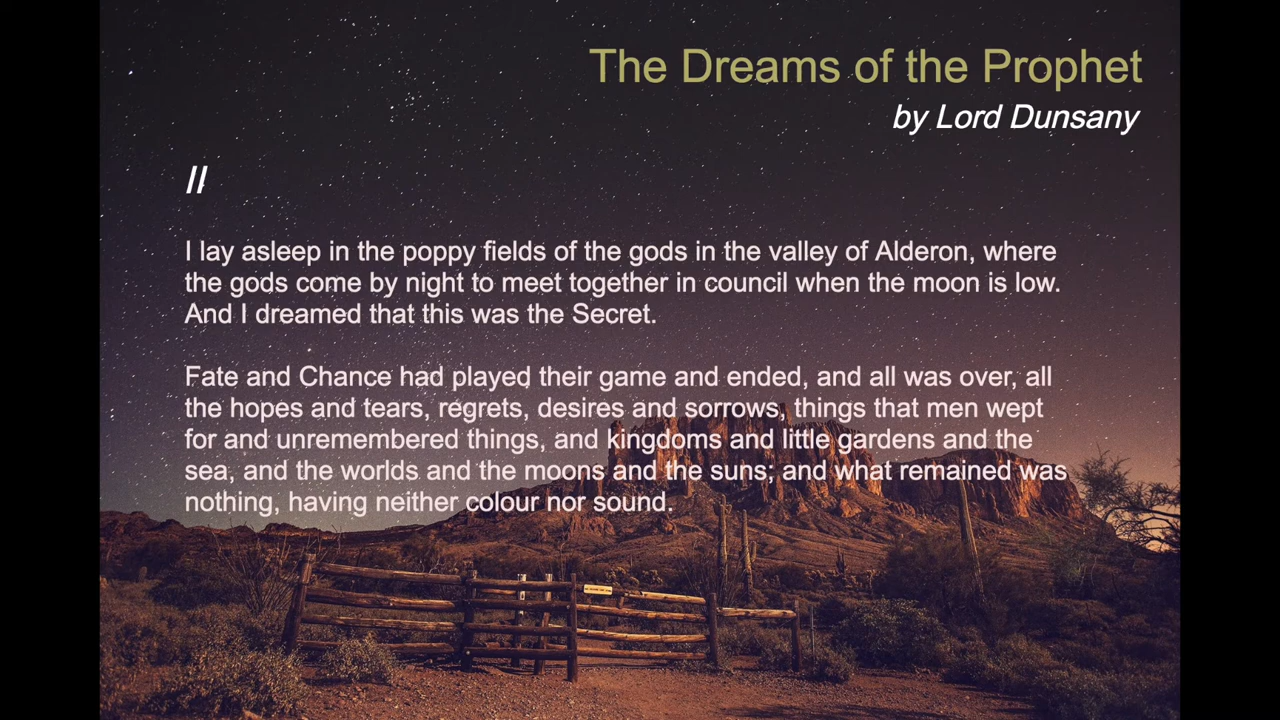 The Dreams of the Prophet
by Lord Dunsany
II
I lay asleep in the poppy fields of the gods in the valley of Alderon, where
the gods come by night to meet together in council when the moon is low.
And I dreamed that this was the Secret.
Fate and Chance had played their game and ended, and all was over, all
the hopes and tears, regrets, desires and sorrows, things that men wept
for and unremembered things, and kingdoms and little gardens and the
sea, and the worlds and the moons and the suns; and what remained was
nothing, having neither colour nor sound.